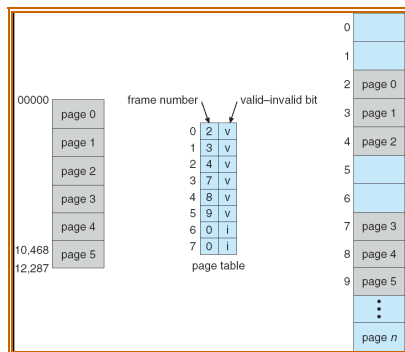 00000
page 0
page 1
page 2
page 3
page 4
page 5
10,468
12,287
frame number
valid–invalid bit
0 2 v
1 3 v
2 4 v
3 7 v
4 8 v
5 9 v
6 0 i
7 0 i
page table
0
1
2 page 0
3 page 1
4 page 2
5
6
7 page 3
8 page 4
9 page 5
page n